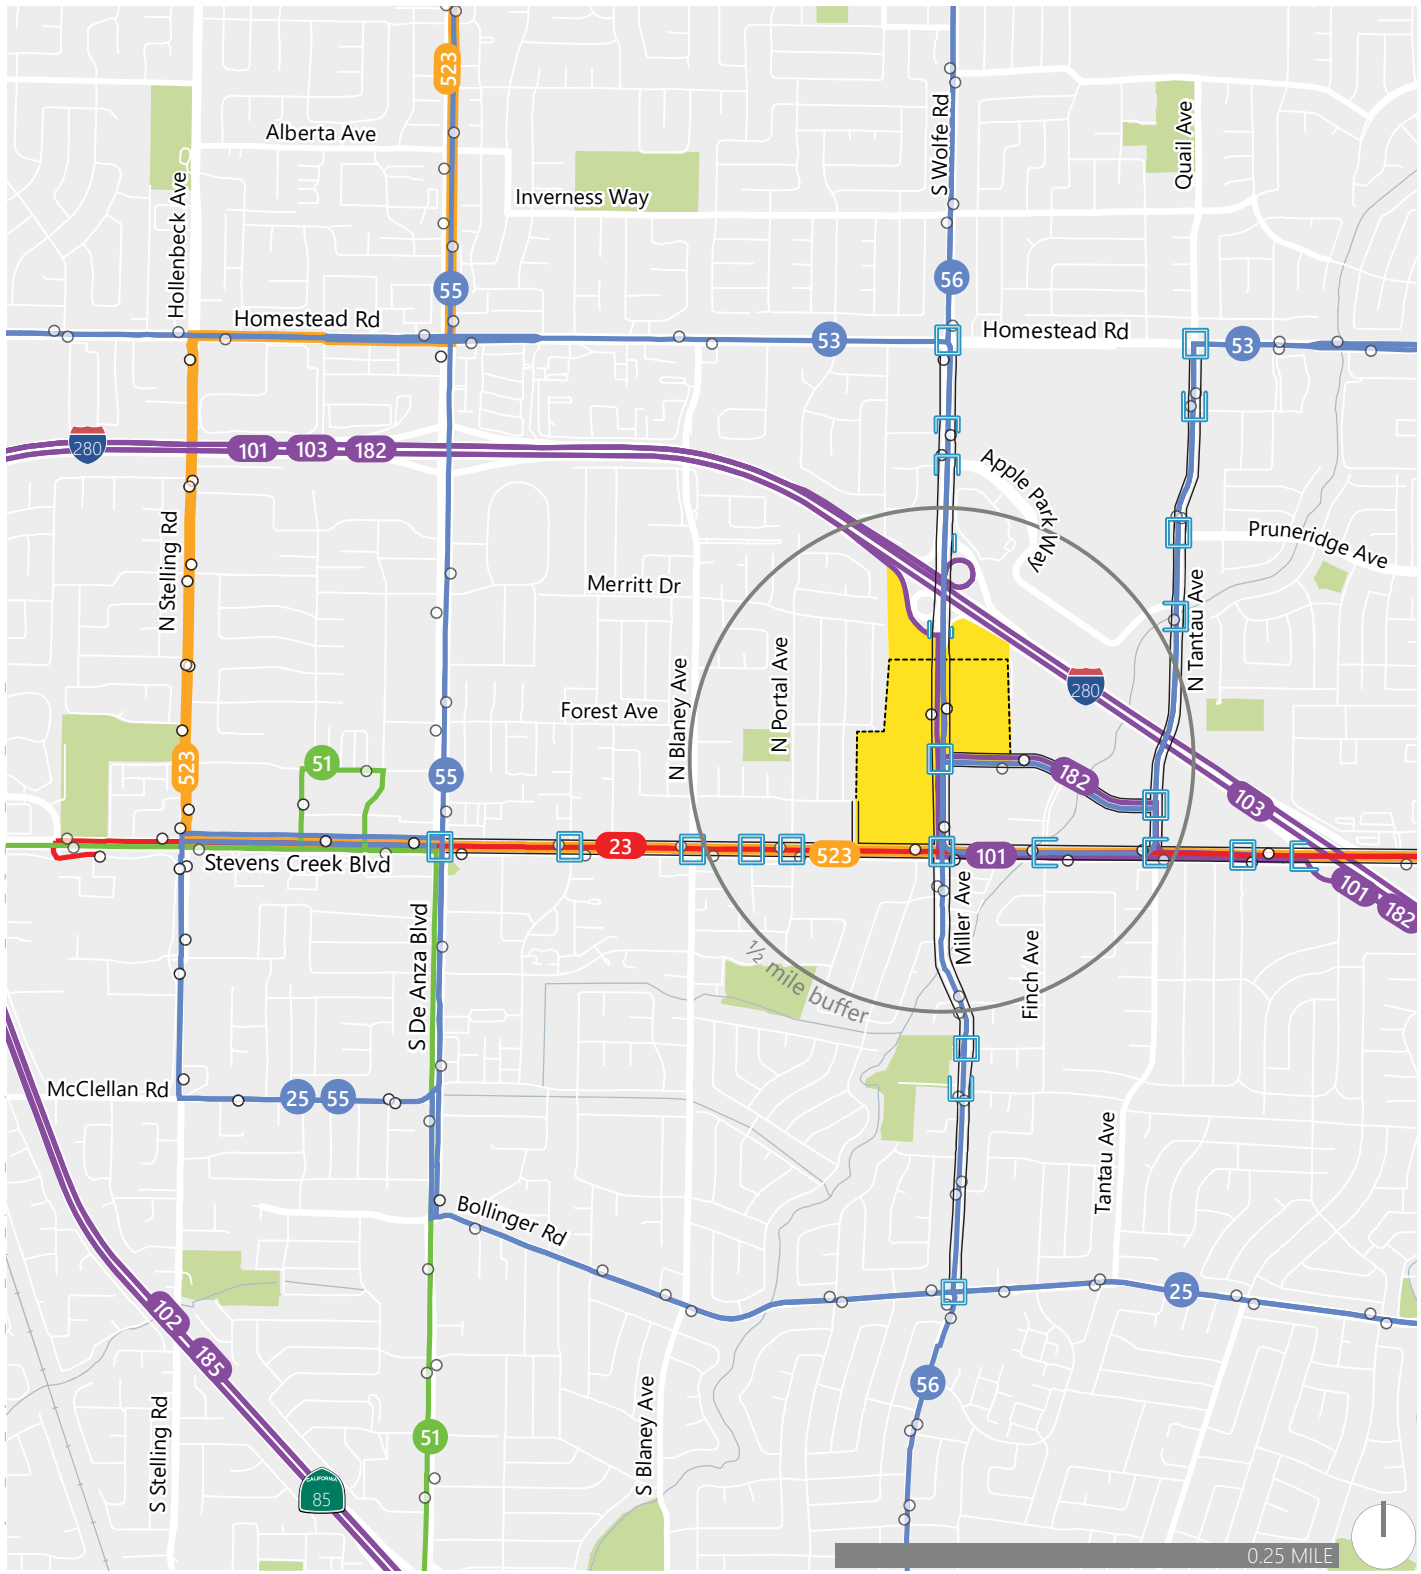 523
Alberta Ave
S Wolfe Rd
Quail Ave
Hollenbeck Ave
Inverness Way
55
56
Homestead Rd
53
Homestead Rd
53
280
101
103
182
Apple Park Way
Pruneridge Ave
N Stelling Rd
Merritt Dr
N Tantau Ave
N Portal Ave
N Blaney Ave
280
Forest Ave
523
51
55
182
103
Stevens Creek Blvd
23
523
101
101
182
S De Anza Blvd
Miller Ave
Finch Ave
½ mile buffer
McClellan Rd
25
55
Tantau Ave
Bollinger Rd
25
102
185
56
S Stelling Rd
S Blaney Ave
51
CALIFORNIA
85
0.25 MILE